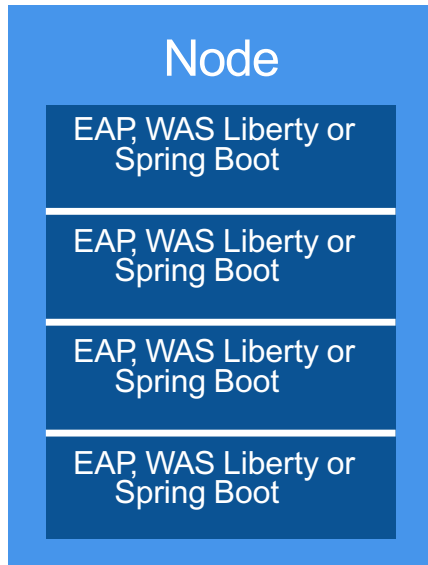 Node
EAP, WAS Liberty or
Spring Boot
EAP, WAS Liberty or
Spring Boot
EAP, WAS Liberty or
Spring Boot
EAP, WAS Liberty or
Spring Boot